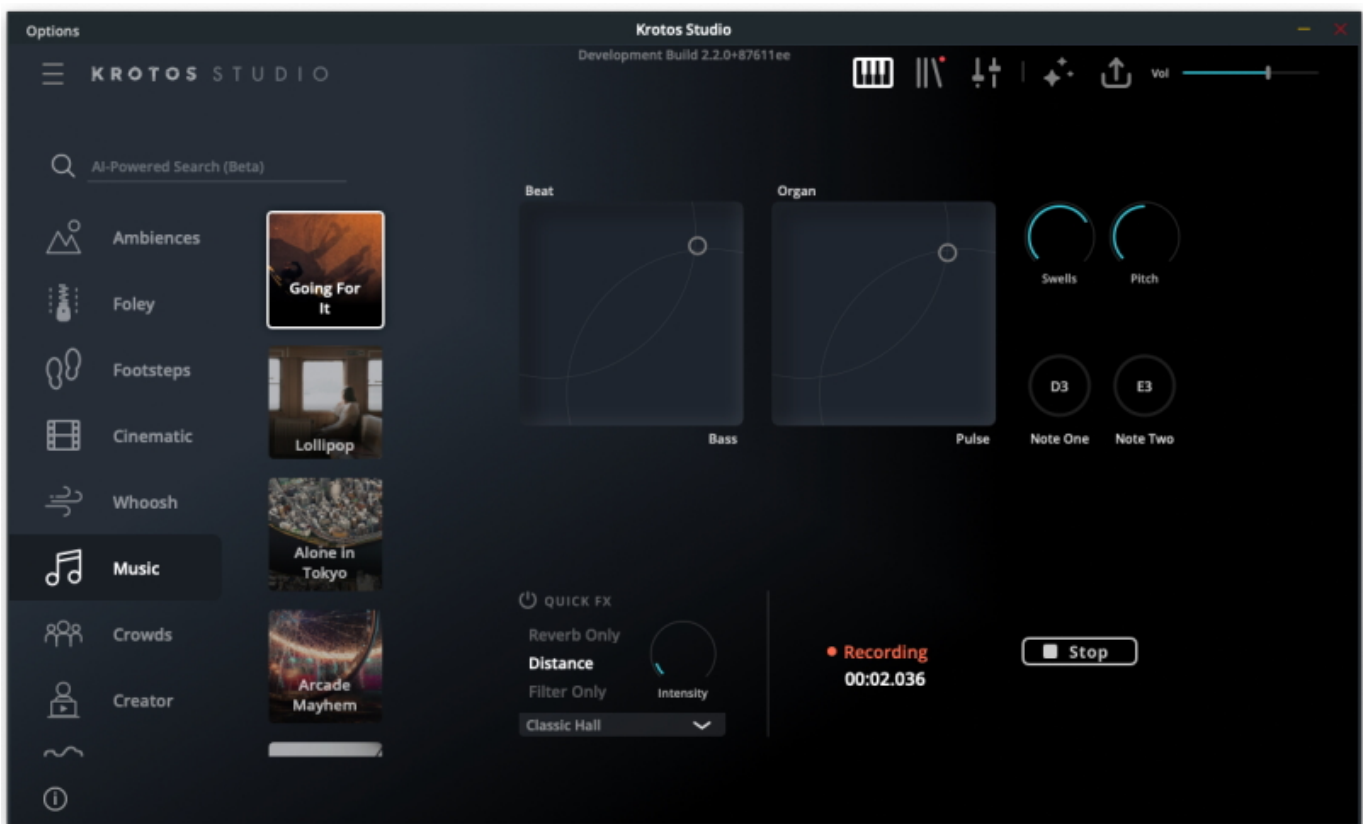 Options
Krotos Studio
Development Build 2.2.0+87611ee
KROTOS STUDIO
Vol
AI-Powered Search (Beta)
Ambiences
Foley
Footsteps
Cinematic
Whoosh
Music
Crowds
Creator
Going For
It
Lollipop
Alone in
Tokyo
Arcade
Mayhem
Beat
Bass
Organ
Pulse
Swells
Pitch
D3
E3
Note One
Note Two
QUICK FX
Reverb Only
Distance
Filter Only
Intensity
Classic Hall
Recording
00:02.036
Stop